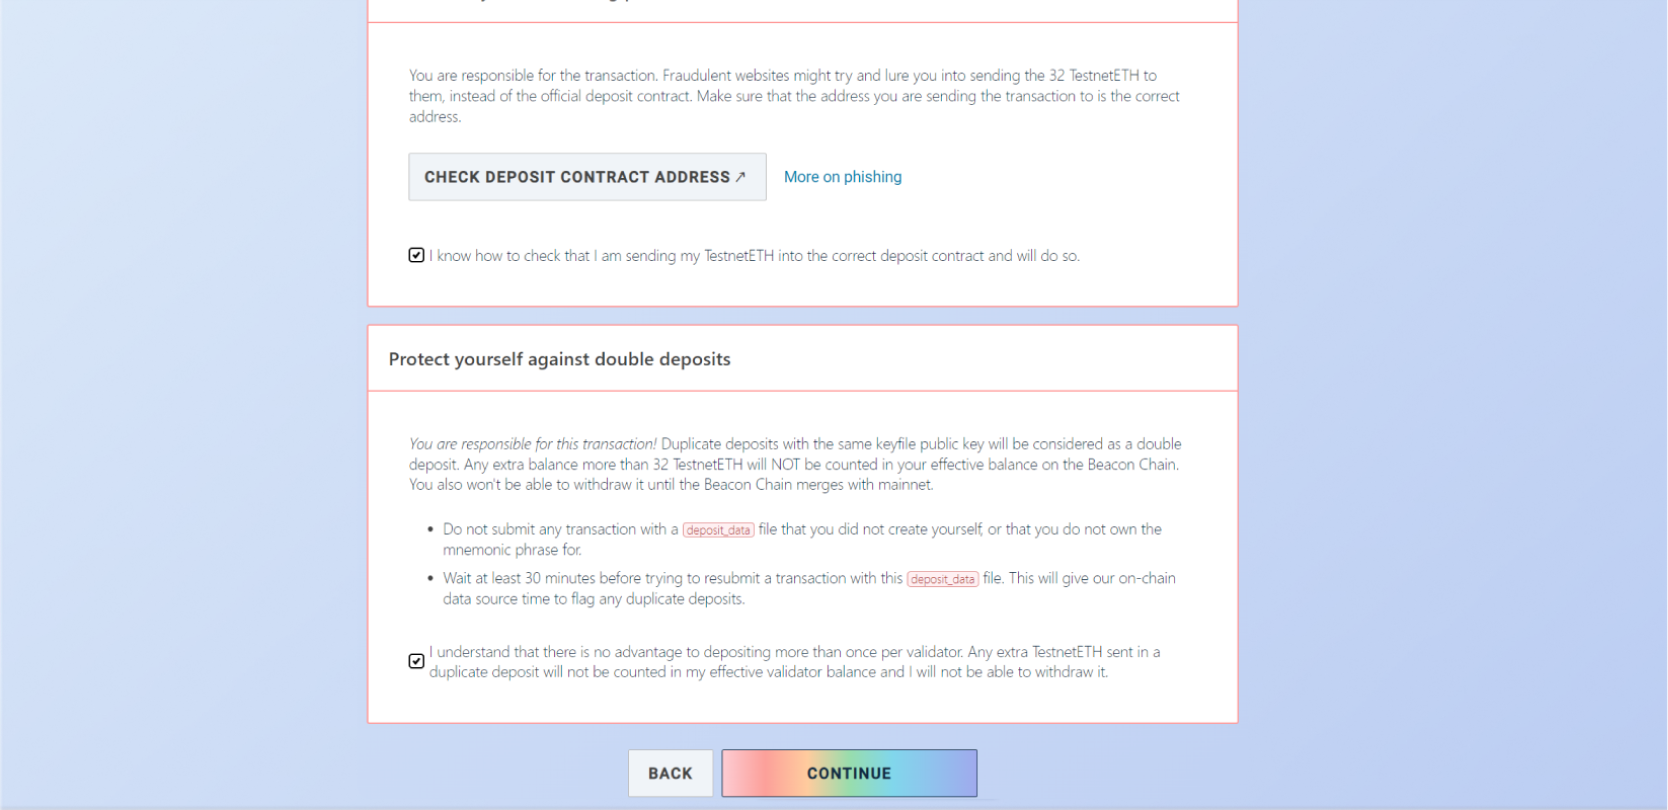 You are responsible for the transaction. Fraudulent websites might try and lure you into sending the 32 TestnetETH to
them, instead of the official deposit contract. Make sure that the address you are sending the transaction to is the correct
address.
CHECK DEPOSIT CONTRACT ADDRESS ↗ More on phishing
I know how to check that I am sending my TestnetETH into the correct deposit contract and will do so.
Protect yourself against double deposits
You are responsible for this transaction! Duplicate deposits with the same keyfile public key will be considered as a double
deposit. Any extra balance more than 32 TestnetETH will NOT be counted in your effective balance on the Beacon Chain.
You also won't be able to withdraw it until the Beacon Chain merges with mainnet.
• Do not submit any transaction with a deposit_data file that you did not create yourself, or that you do not own the
mnemonic phrase for.
• Wait at least 30 minutes before trying to resubmit a transaction with this deposit_data file. This will give our on-chain
data source time to flag any duplicate deposits.
I understand that there is no advantage to depositing more than once per validator. Any extra TestnetETH sent in a
duplicate deposit will not be counted in my effective validator balance and I will not be able to withdraw it.
BACK CONTINUE